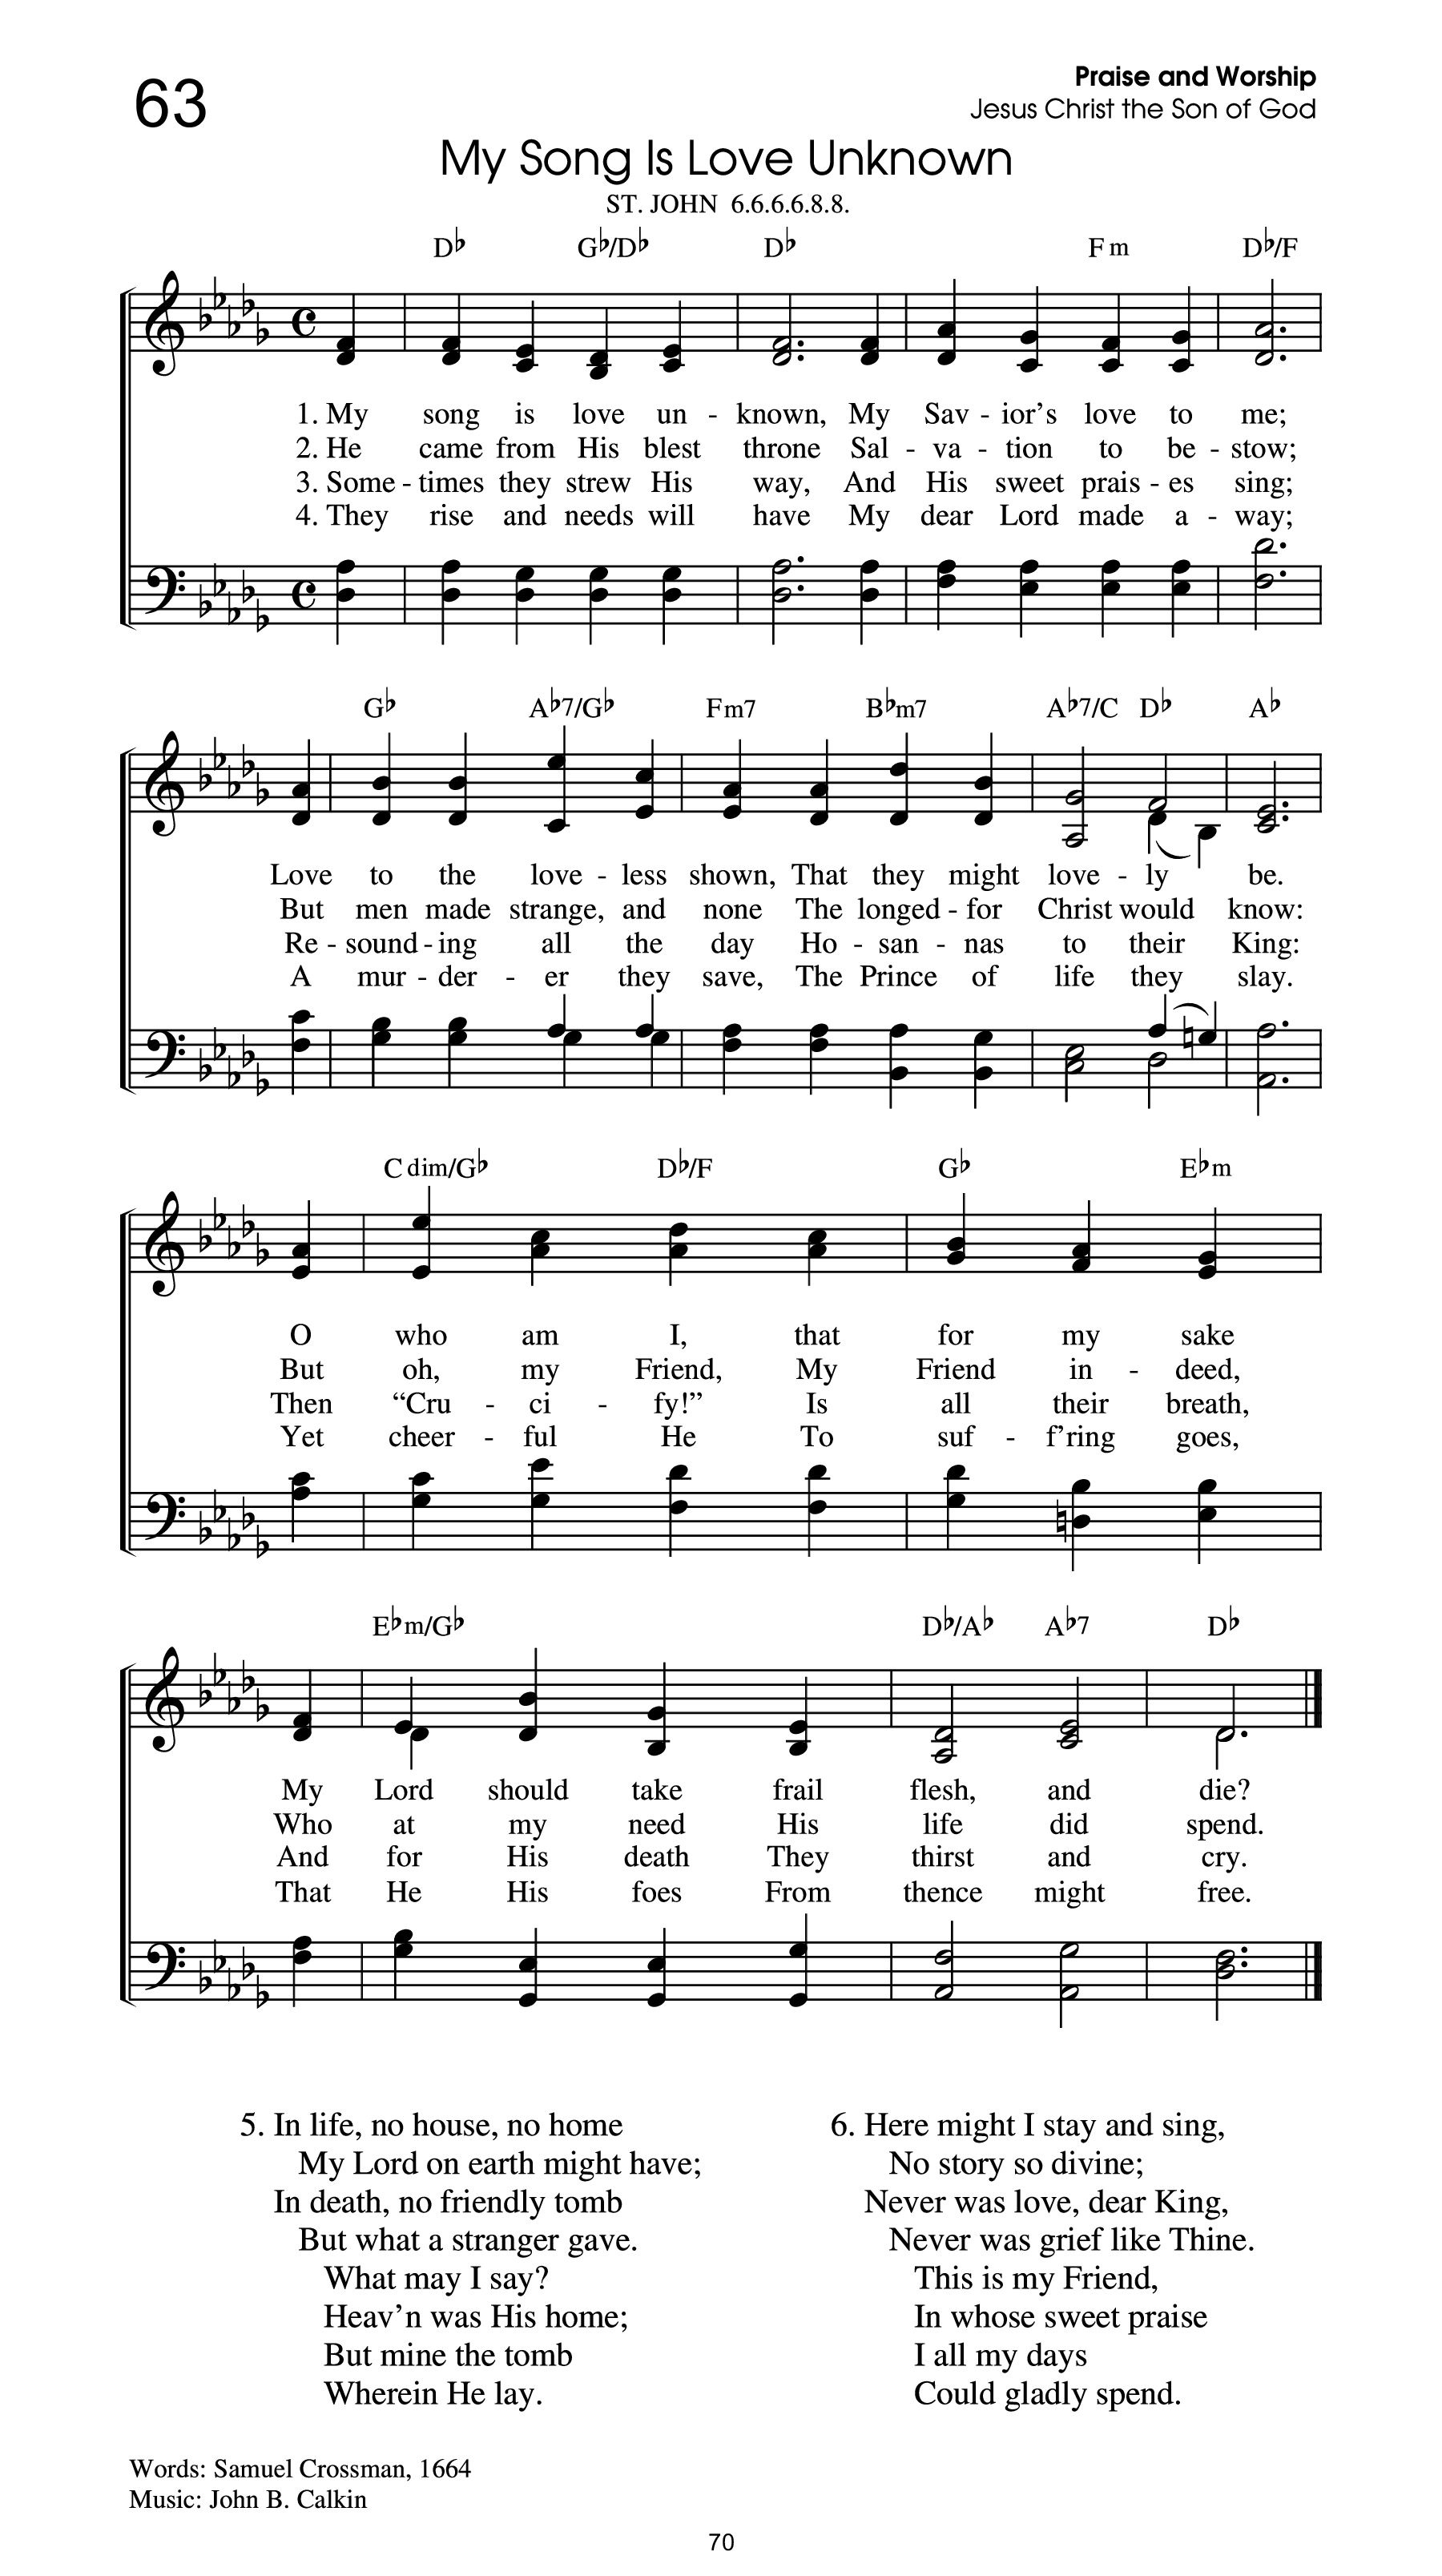 63
Praise and Worship
Jesus Christ the Son of God
My Song Is Love Unknown
ST. JOHN 6.6.6.6.8.8.
D♭ G♭/D♭ D♭ Fm D♭/F
1. My song is love un - known, My Sav - ior's love to me;
2. He came from His blest throne Sal - va - tion to be - stow;
3. Some - times they strew His way, And His sweet prais - es sing;
4. They rise and needs will have My dear Lord made a - way;
G♭ A♭7/G♭ Fm7 B♭m7 A♭7/C D♭ A♭
Love to the love - less shown, That they might love - ly be.
But men made strange, and none The longed - for Christ would know:
Re - sound - ing all the day Ho - san - nas to their King:
A mur - der - er they save, The Prince of life they slay.
Cdim/G♭ D♭/F G♭ E♭m
O who am I, that for my sake
But oh, my Friend, My Friend in - deed,
Then “Cru - ci - fy!” Is all their breath,
Yet cheer - ful He To suf - f'ring goes,
E♭m/G♭ D♭/A♭ A♭7 D♭
My Lord should take frail flesh, and die?
Who at my need His life did spend.
And for His death They thirst and cry.
That He His foes From thence might free.
5. In life, no house, no home
My Lord on earth might have;
In death, no friendly tomb
But what a stranger gave.
What may I say?
Heav'n was His home;
But mine the tomb
Wherein He lay.
6. Here might I stay and sing,
No story so divine;
Never was love, dear King,
Never was grief like Thine.
This is my Friend,
In whose sweet praise
I all my days
Could gladly spend.
Words: Samuel Crossman, 1664
Music: John B. Calkin
70